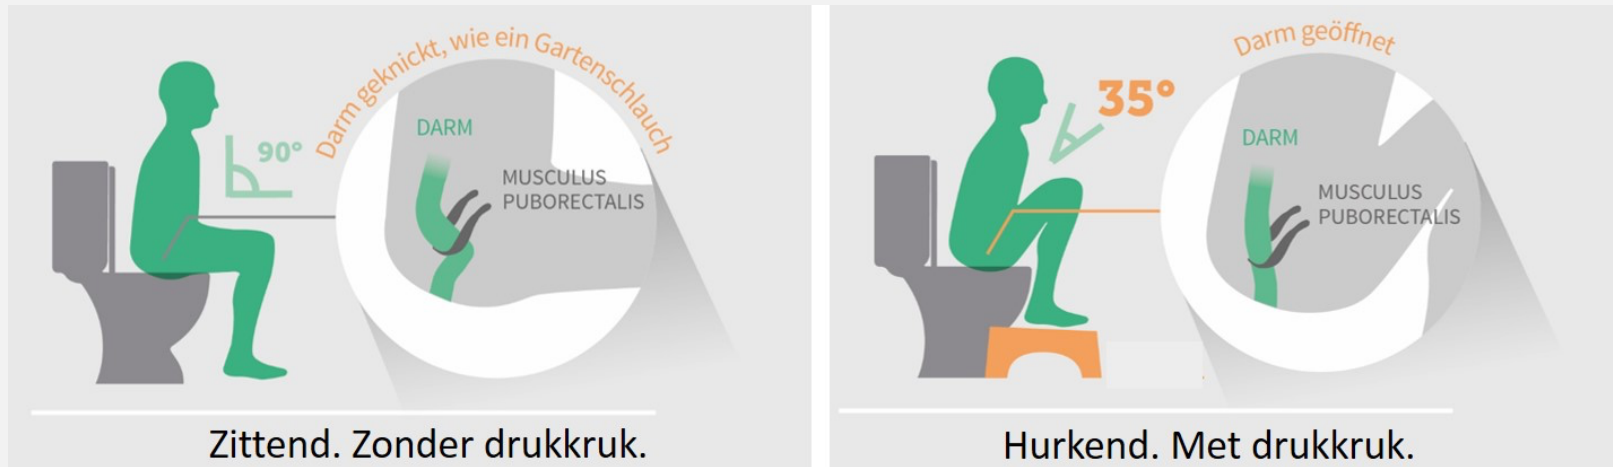 Darm geknickt, wie ein Gartenschlauch
90°
DARM
MUSCULUS
PUBORECTALIS
Zittend. Zonder drukkruk.
Darm geöffnet
35°
DARM
MUSCULUS
PUBORECTALIS
Hurkend. Met drukkruk.